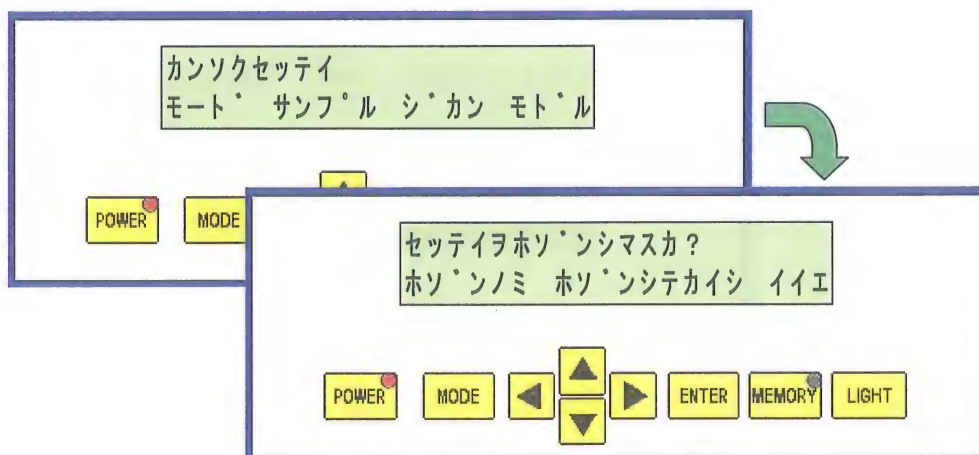 カンソクセッテイ
モート゛ サンフ゜ル シ゛カン モト゛ル
POWER MODE
セッテイヲホソ゛ンシマスカ?
ホソ゛ンノミ ホソ゛ンシテカイシ イイエ
POWER MODE ENTER MEMORY LIGHT